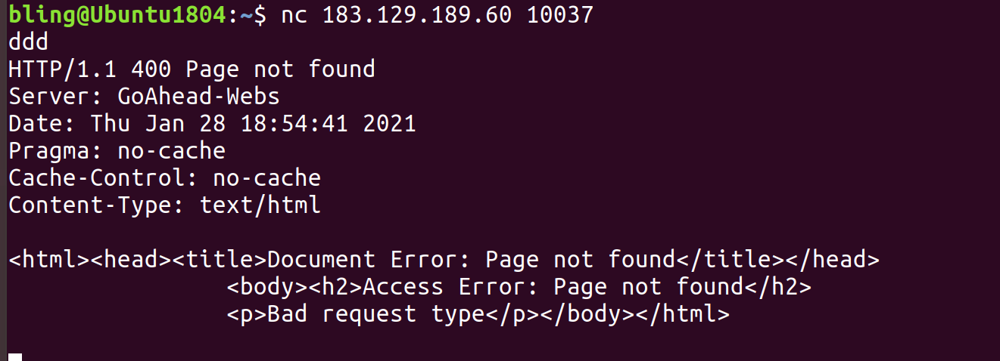 bling@Ubuntu1804:~$ nc 183.129.189.60 10037
ddd
HTTP/1.1 400 Page not found
Server: GoAhead-Webs
Date: Thu Jan 28 18:54:41 2021
Pragma: no-cache
Cache-Control: no-cache
Content-Type: text/html
<html><head><title>Document Error: Page not found</title></head>
<body><h2>Access Error: Page not found</h2>
<p>Bad request type</p></body></html>